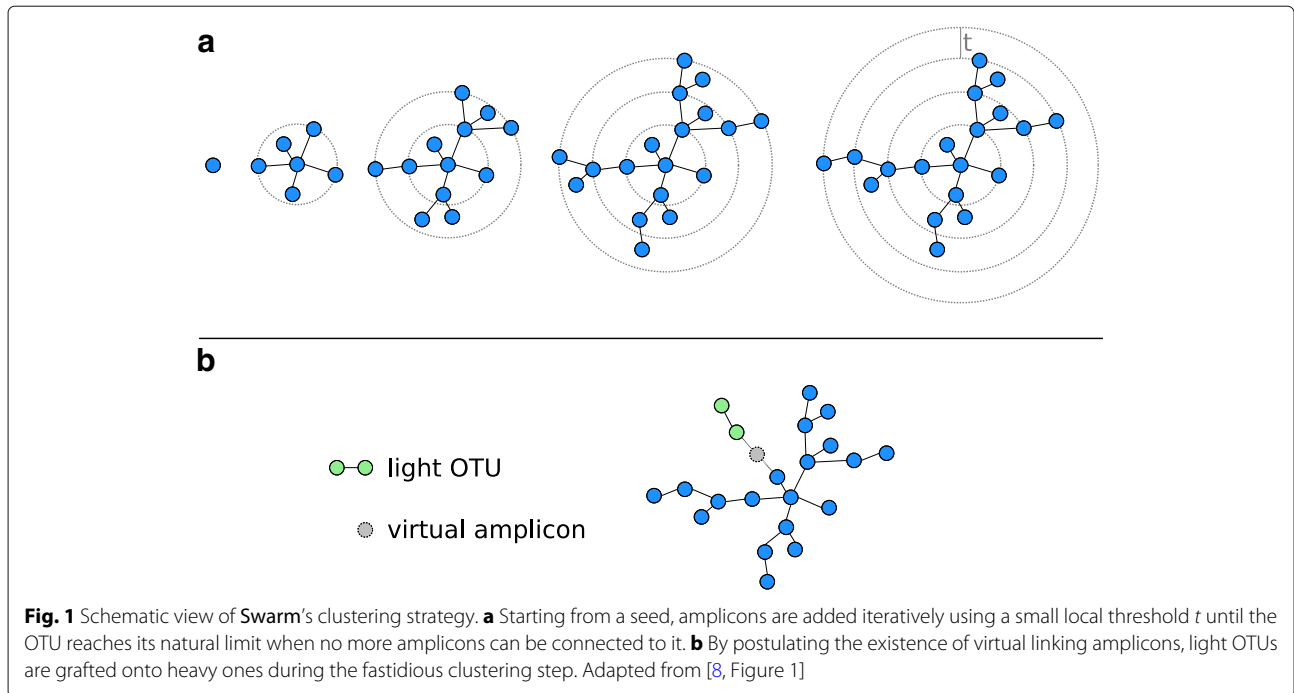 a
t
b
light OTU
virtual amplicon
Fig. 1 Schematic view of Swarm's clustering strategy. a Starting from a seed, amplicons are added iteratively using a small local threshold t until the
OTU reaches its natural limit when no more amplicons can be connected to it. b By postulating the existence of virtual linking amplicons, light OTUs
are grafted onto heavy ones during the fastidious clustering step. Adapted from [8, Figure 1]